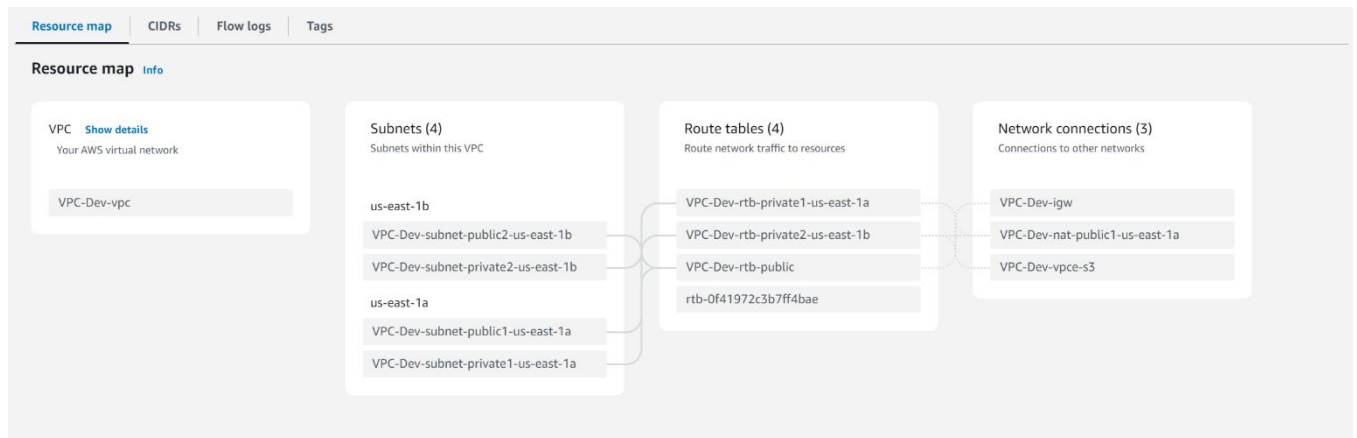 Resource map
CIDRs
Flow logs
Tags
Resource map Info
VPC Show details
Your AWS virtual network
VPC-Dev-vpc
Subnets (4)
Subnets within this VPC
us-east-1b
VPC-Dev-subnet-public2-us-east-1b
VPC-Dev-subnet-private2-us-east-1b
us-east-1a
VPC-Dev-subnet-public1-us-east-1a
VPC-Dev-subnet-private1-us-east-1a
Route tables (4)
Route network traffic to resources
VPC-Dev-rtb-private1-us-east-1a
VPC-Dev-rtb-private2-us-east-1b
VPC-Dev-rtb-public
rtb-0f41972c3b7ff4bae
Network connections (3)
Connections to other networks
VPC-Dev-igw
VPC-Dev-nat-public1-us-east-1a
VPC-Dev-vpce-s3